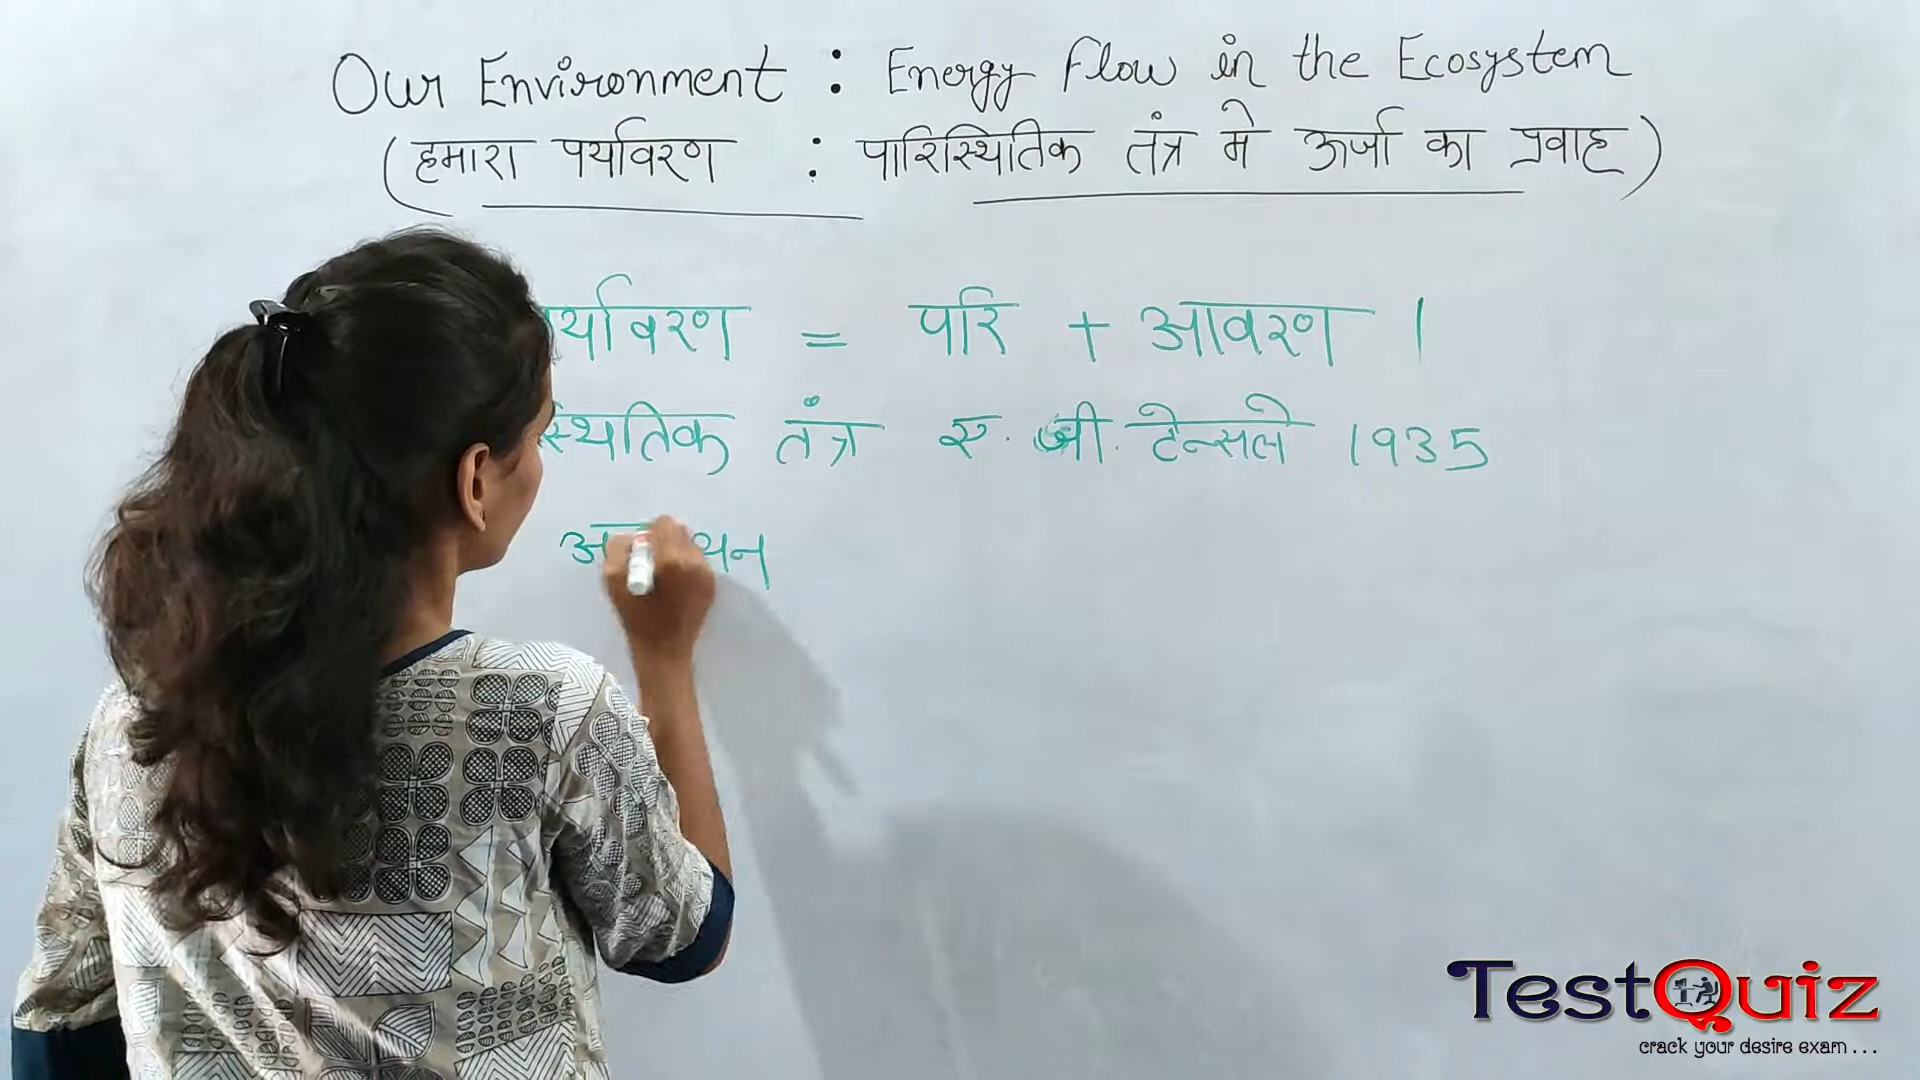 Our Environment : Energy Flow in the Ecosystem
(हमारा पर्यावरण : पारिस्थितिक तंत्र मे ऊर्जा का प्रवाह)
र्यावरण = परि + आवरण ।
स्थितिक तंत्र ए. जी. टेन्सले 1935
TestQuiz
crack your desire exam ...